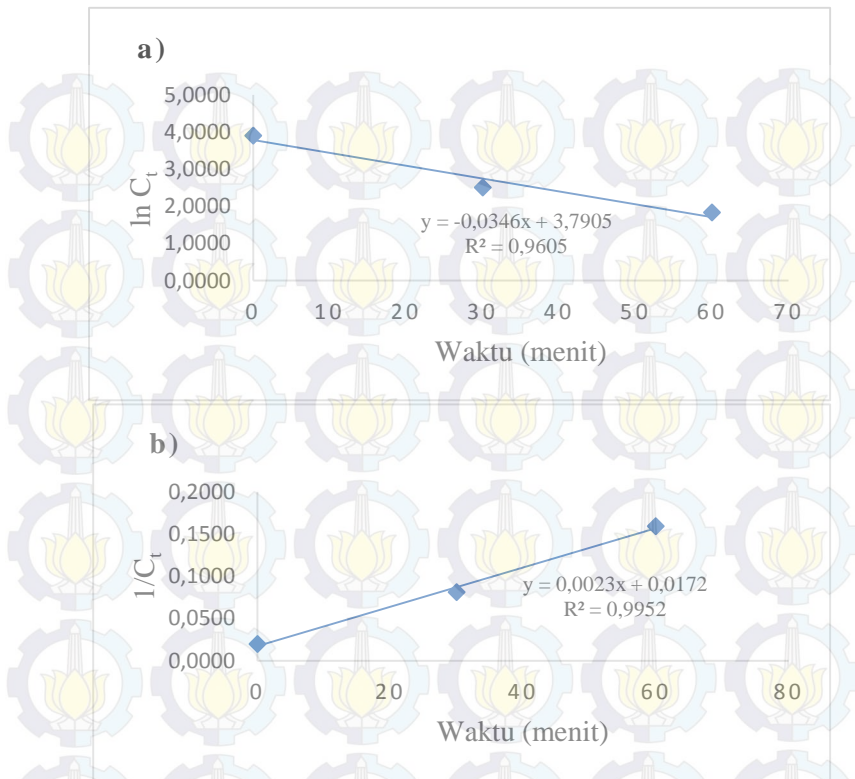 a)
5,0000
4,0000
3,0000
2,0000
1,0000
0,0000
ln Cₜ
y = -0,0346x + 3,7905
R² = 0,9605
0 10 20 30 40 50 60 70
Waktu (menit)
b)
0,2000
0,1500
0,1000
0,0500
0,0000
1/Cₜ
y = 0,0023x + 0,0172
R² = 0,9952
0 20 40 60 80
Waktu (menit)